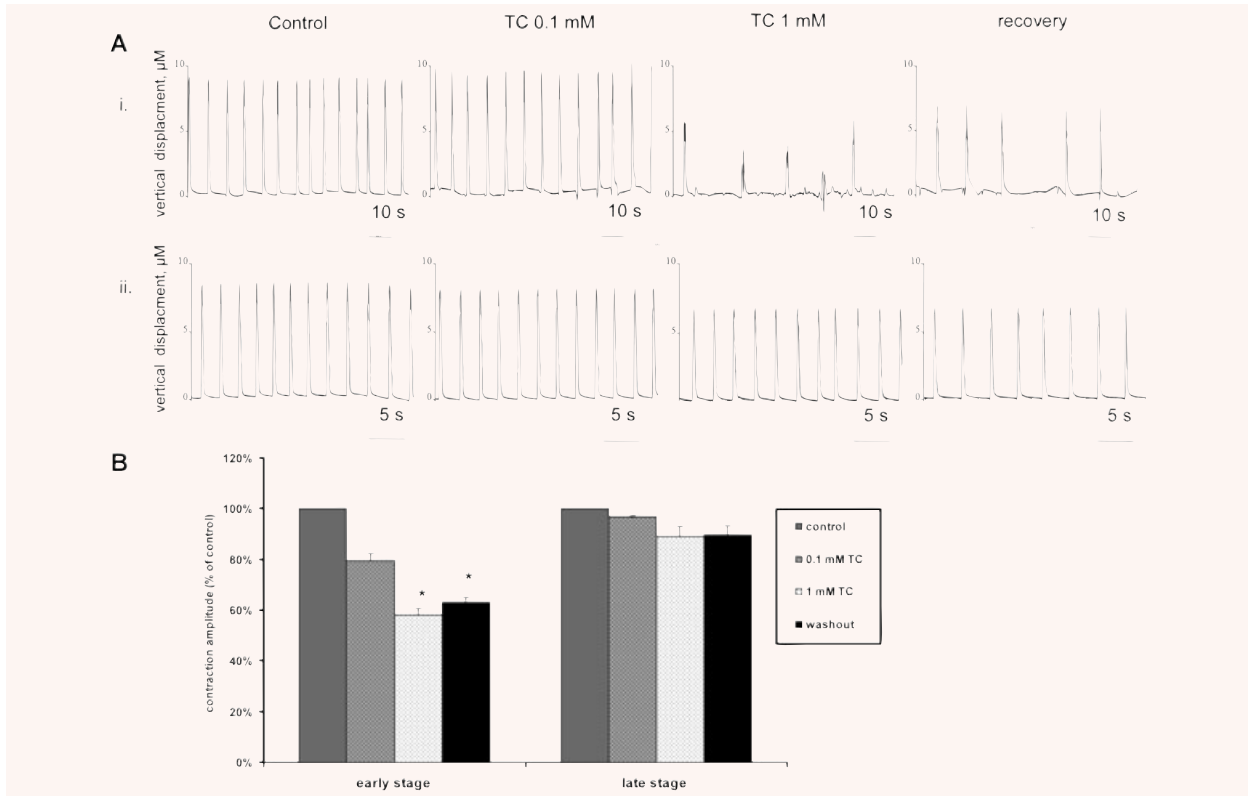 Control TC 0.1 mM TC 1 mM recovery
A
i.
vertical displacment, µM
10 10 10 10
5 5 5 5
0 0 0 0
10 s 10 s 10 s 10 s
ii.
vertical displacment, µM
10 10 10 10
5 5 5 5
0 0 0
5 s 5 s 5 s 5 s
B
contraction amplitude (% of control)
120%
100%
80%
60%
40%
20%
0%
* *
early stage late stage
control
0.1 mM TC
1 mM TC
washout